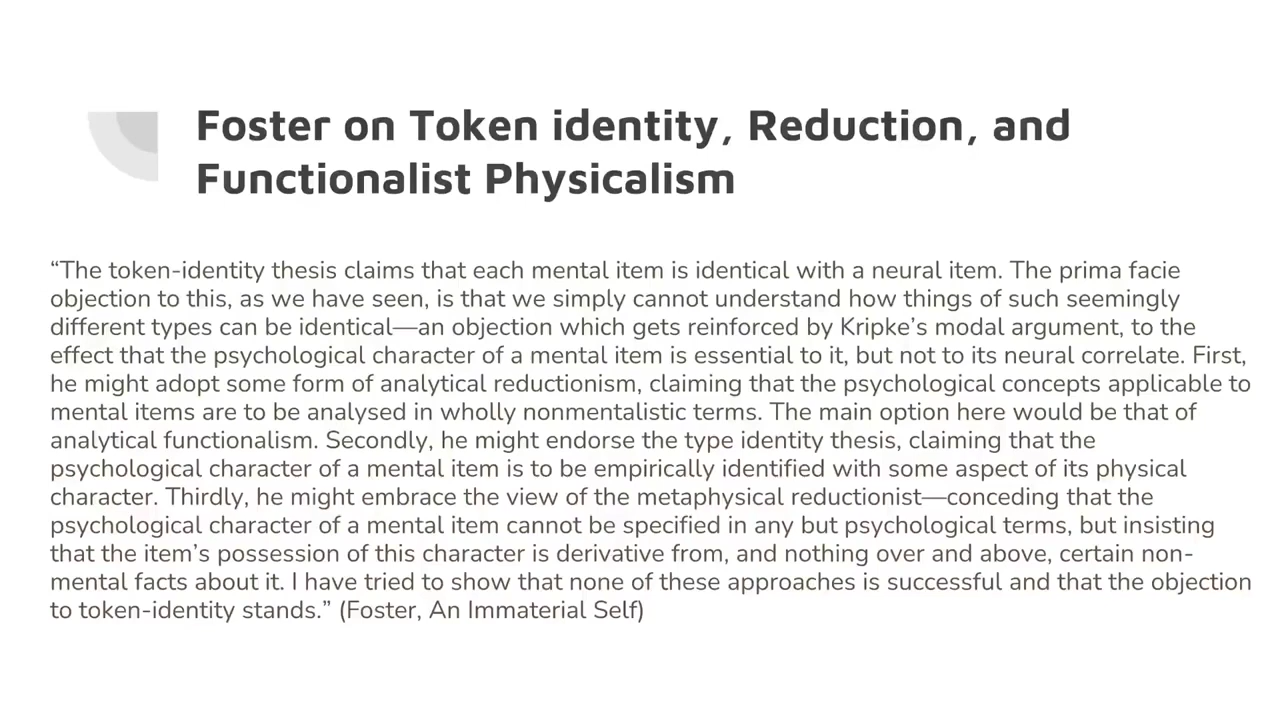 Foster on Token identity, Reduction, and
Functionalist Physicalism
“The token-identity thesis claims that each mental item is identical with a neural item. The prima facie
objection to this, as we have seen, is that we simply cannot understand how things of such seemingly
different types can be identical—an objection which gets reinforced by Kripke’s modal argument, to the
effect that the psychological character of a mental item is essential to it, but not to its neural correlate. First,
he might adopt some form of analytical reductionism, claiming that the psychological concepts applicable to
mental items are to be analysed in wholly nonmentalistic terms. The main option here would be that of
analytical functionalism. Secondly, he might endorse the type identity thesis, claiming that the
psychological character of a mental item is to be empirically identified with some aspect of its physical
character. Thirdly, he might embrace the view of the metaphysical reductionist—conceding that the
psychological character of a mental item cannot be specified in any but psychological terms, but insisting
that the item’s possession of this character is derivative from, and nothing over and above, certain non-
mental facts about it. I have tried to show that none of these approaches is successful and that the objection
to token-identity stands.” (Foster, An Immaterial Self)